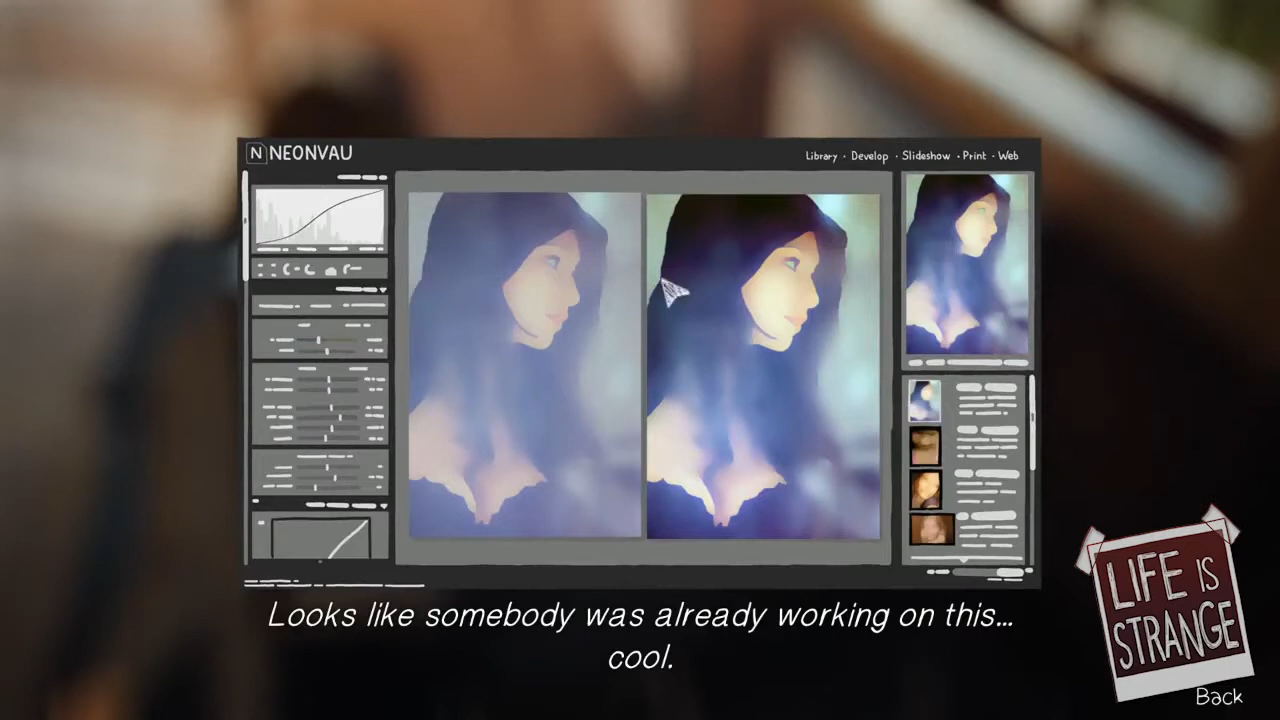 N NEONVAU
Library · Develop · Slideshow · Print · Web
Looks like somebody was already working on this...
cool.
LIFE IS
STRANGE
Back